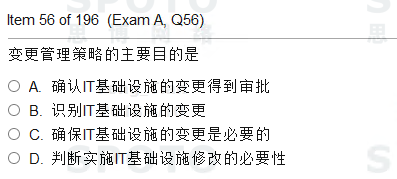 Item 56 of 196 (Exam A, Q56)
变更管理策略的主要目的是
A. 确认IT基础设施的变更得到审批
B. 识别IT基础设施的变更
C. 确保IT基础设施的变更是必要的
D. 判断实施IT基础设施修改的必要性